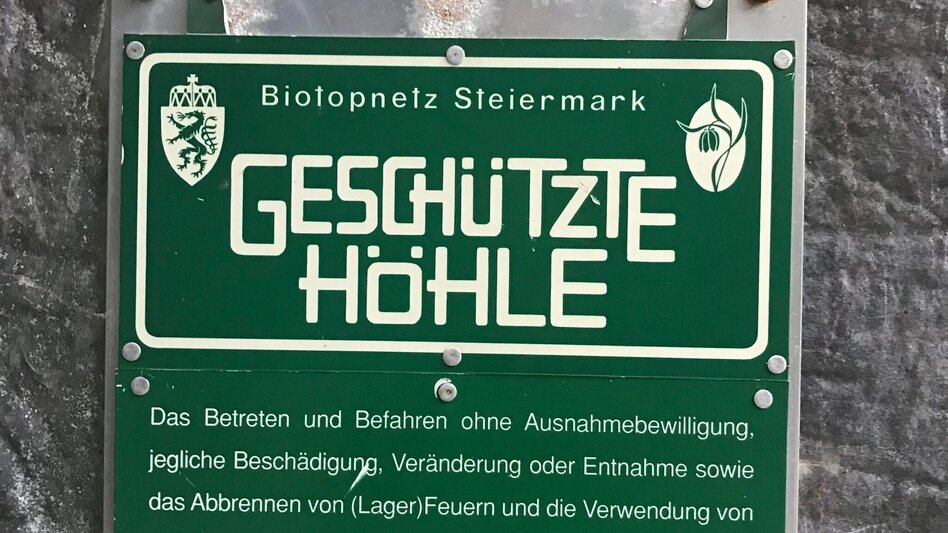 Biotopnetz Steiermark
GESCHÜTZTE
HÖHLE
Das Betreten und Befahren ohne Ausnahmebewilligung,
jegliche Beschädigung, Veränderung oder Entnahme sowie
das Abbrennen von (Lager)Feuern und die Verwendung von